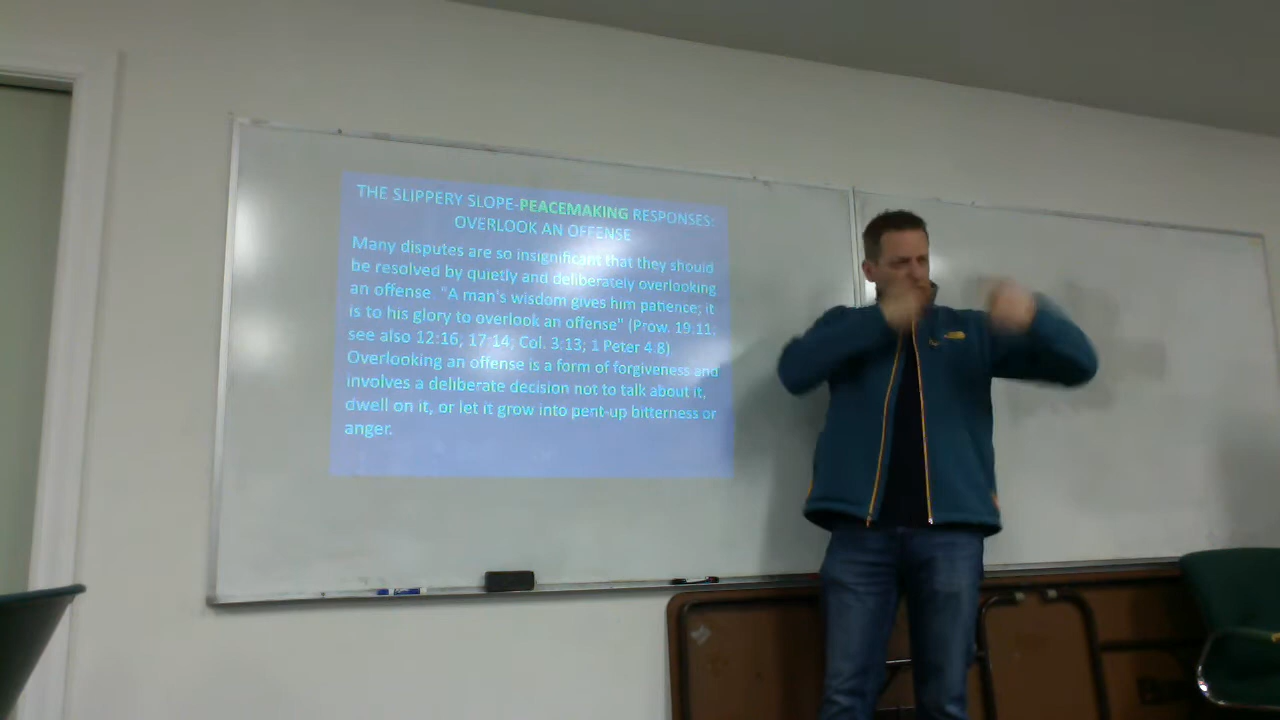 THE SLIPPERY SLOPE-PEACEMAKING RESPONSES:
OVERLOOK AN OFFENSE
Many disputes are so insignificant that they should
be resolved by quietly and deliberately overlooking
an offense "A man's wisdom gives him patience; it
is to his glory to overlook an offense" (Prow. 19.11,
see also 12:16, 17:14; Col. 3:13; 1 Peter 4.8)
Overlooking an offense is a form of forgiveness and
involves a deliberate decision not to talk about it,
dwell on it, or let it grow into pent-up bitterness or
anger.